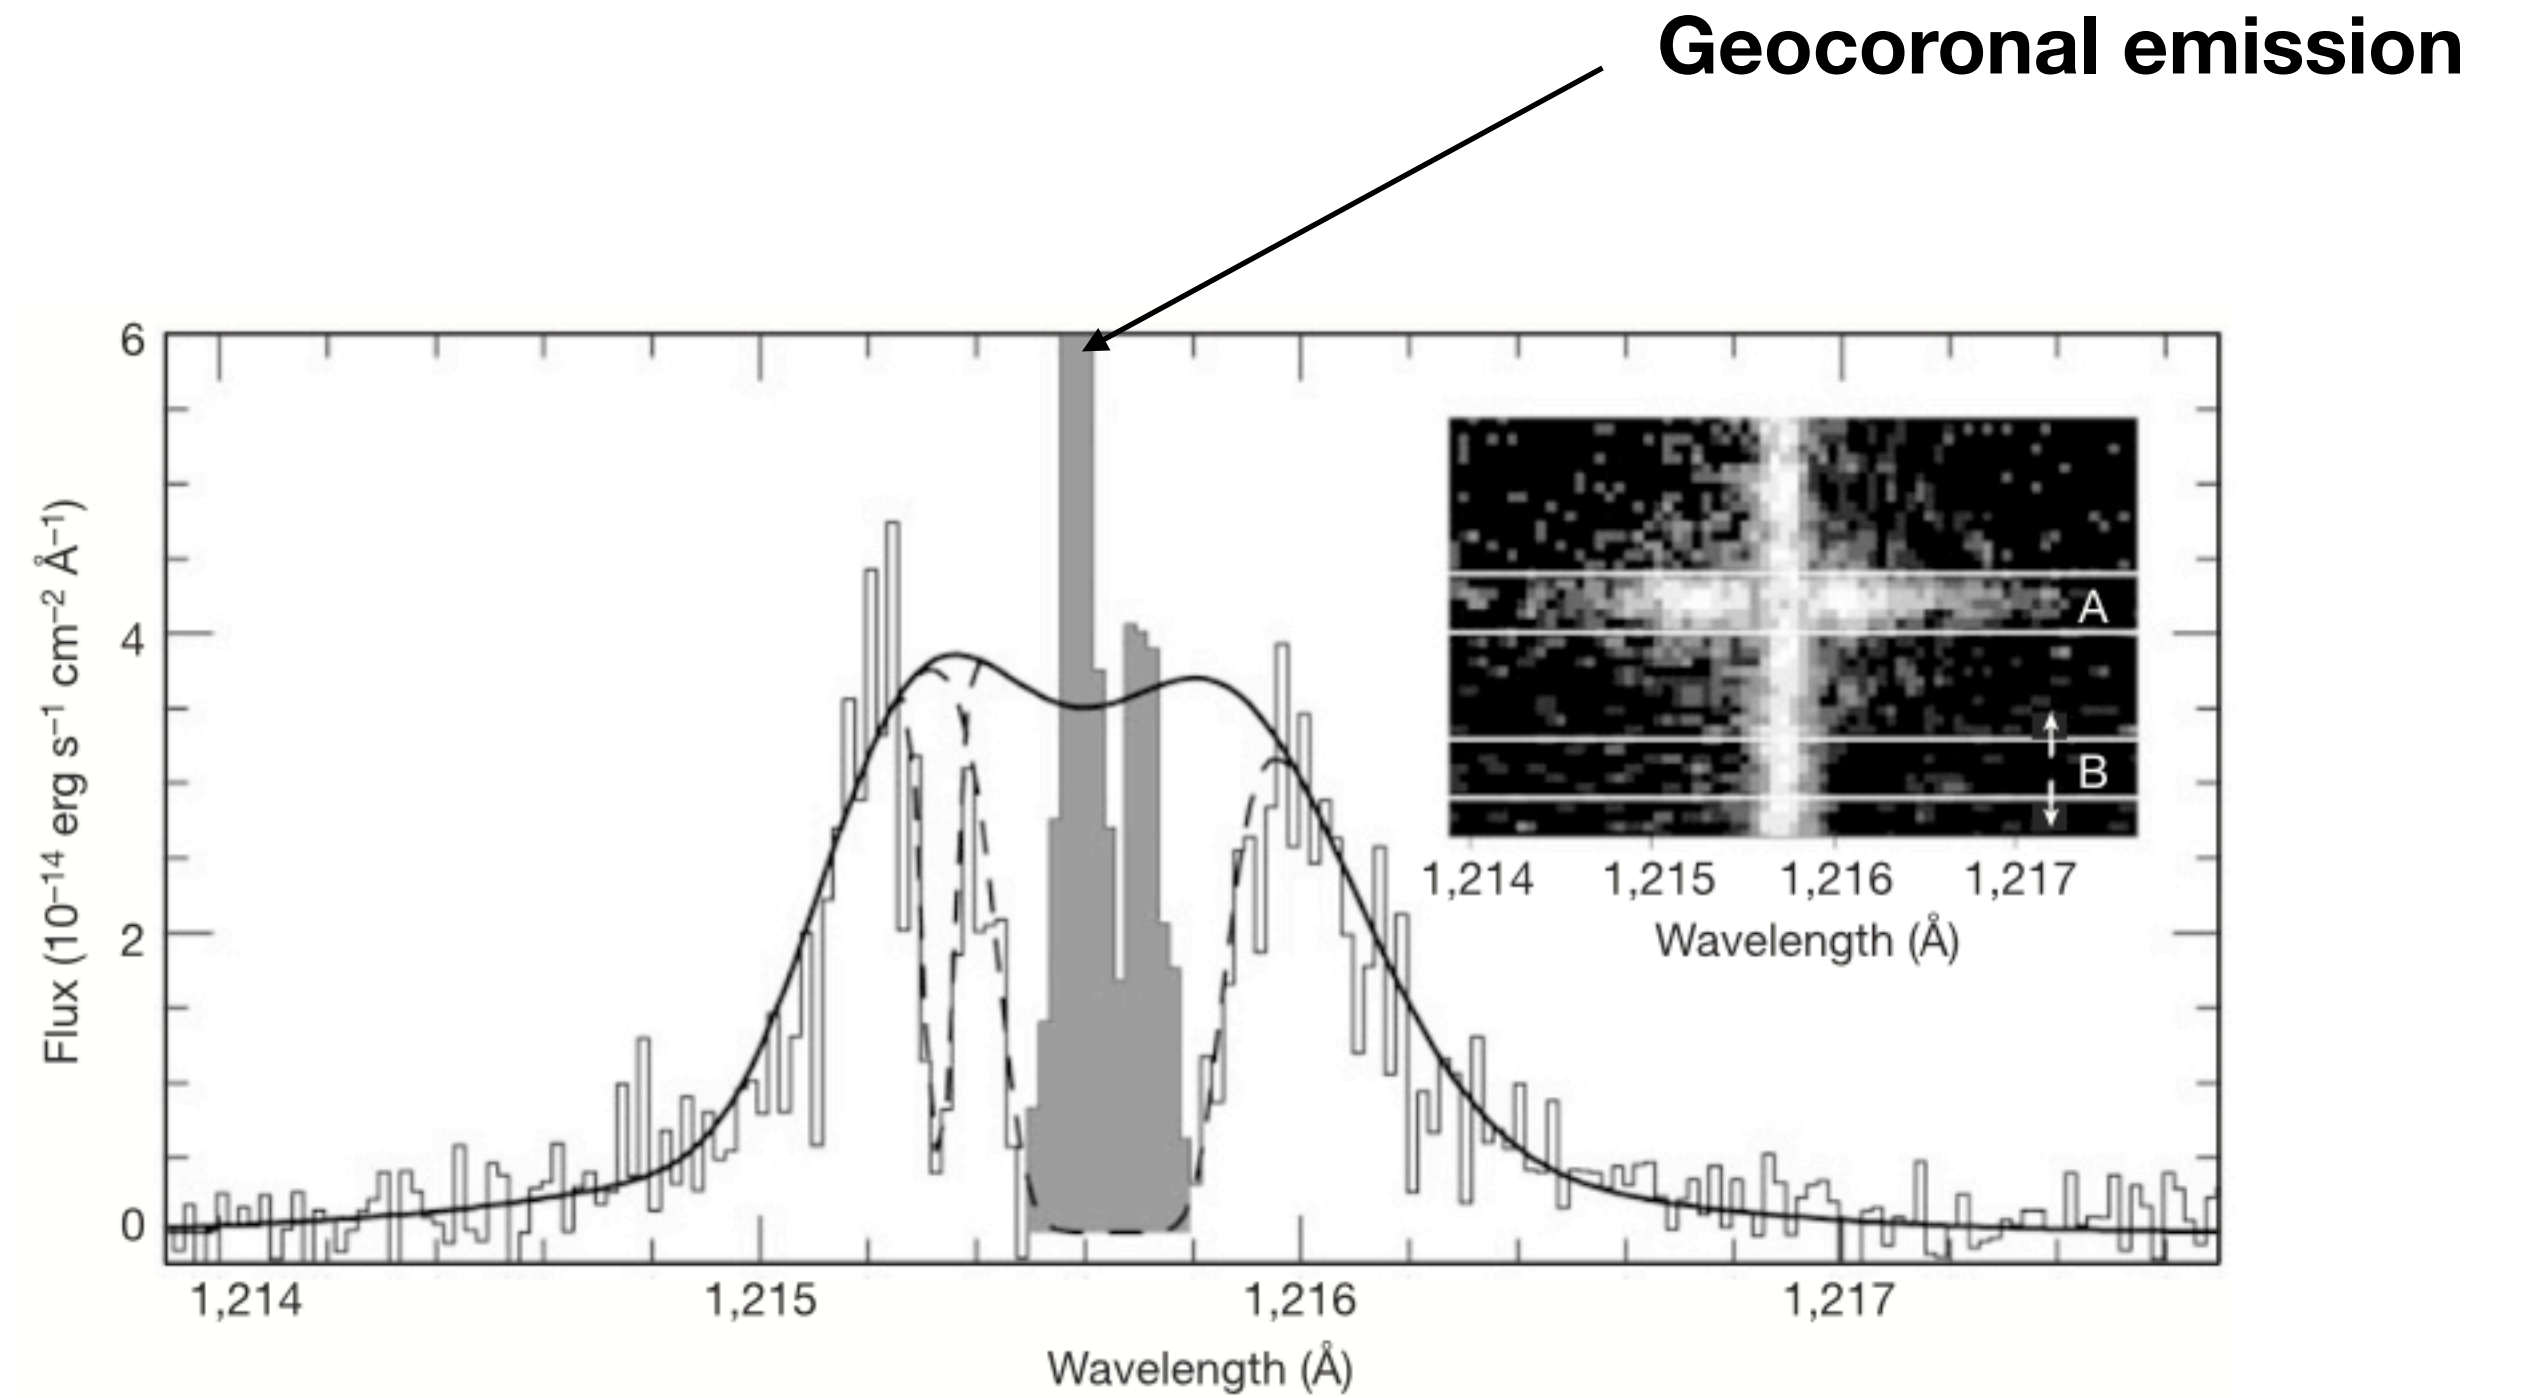 Geocoronal emission
6
4
2
0
Flux (10⁻¹⁴ erg s⁻¹ cm⁻² Å⁻¹)
A
B
1,214 1,215 1,216 1,217
Wavelength (Å)
1,214 1,215 1,216 1,217
Wavelength (Å)